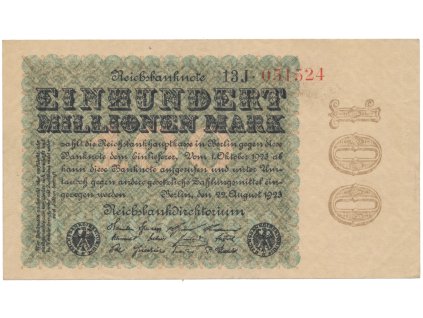 Reichsbanknote 13J·051524
EINHUNDERT
MILLIONEN MARK
zahlt die Reichsbankhauptkasse in Berlin gegen diese
Banknote dem Einlieferer. Vom 1. Oktober 1923 ab
kann diese Banknote aufgerufen und unter Um-
tausch gegen andere gesetzliche Zahlungsmittel ein-
gezogen werden Berlin, den 22. August 1923
Reichsbankdirektorium
100